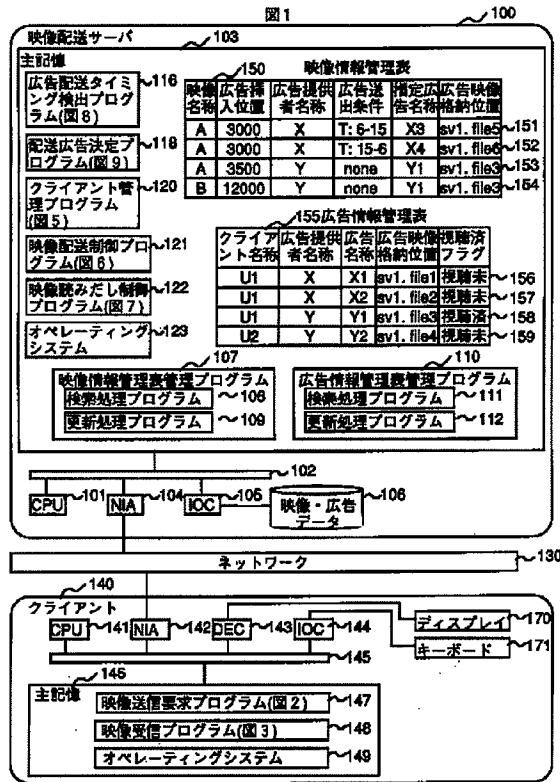 図1
100
映像配送サーバ
103
主記憶
広告配送タイミング検出プログラム(図8)
116
配送広告決定プログラム(図9)
118
クライアント管理プログラム(図5)
120
映像配送制御プログラム(図6)
121
映像読みだし制御プログラム(図7)
122
オペレーティングシステム
123
150
映像情報管理表
映像名称 広告挿入位置 広告提供者名称 広告送出条件 指定広告名称 広告映像格納位置
A 3000 X T: 6-15 X3 sv1.file5 151
A 3000 X T: 15-6 X4 sv1.file6 152
A 3500 Y none Y1 sv1.file3 153
B 12000 Y none Y1 sv1.file3 154
155 広告情報管理表
クライアント名称 広告提供者名称 広告名称 広告映像格納位置 視聴済フラグ
U1 X X1 sv1.file1 視聴未 156
U1 X X2 sv1.file2 視聴未 157
U1 Y Y1 sv1.file3 視聴済 158
U2 Y Y2 sv1.file4 視聴未 159
107
映像情報管理表管理プログラム
検索処理プログラム
更新処理プログラム
109
110
広告情報管理表管理プログラム
検索処理プログラム
111
更新処理プログラム
112
102
CPU
101
NIA
104
IOC
105
映像・広告データ
106
ネットワーク
130
140
クライアント
CPU
141
NIA
142
DEC
143
IOC
144
ディスプレイ
170
キーボード
171
145
146
主記憶
映像送信要求プログラム(図2)
147
映像受信プログラム(図3)
148
オペレーティングシステム
149